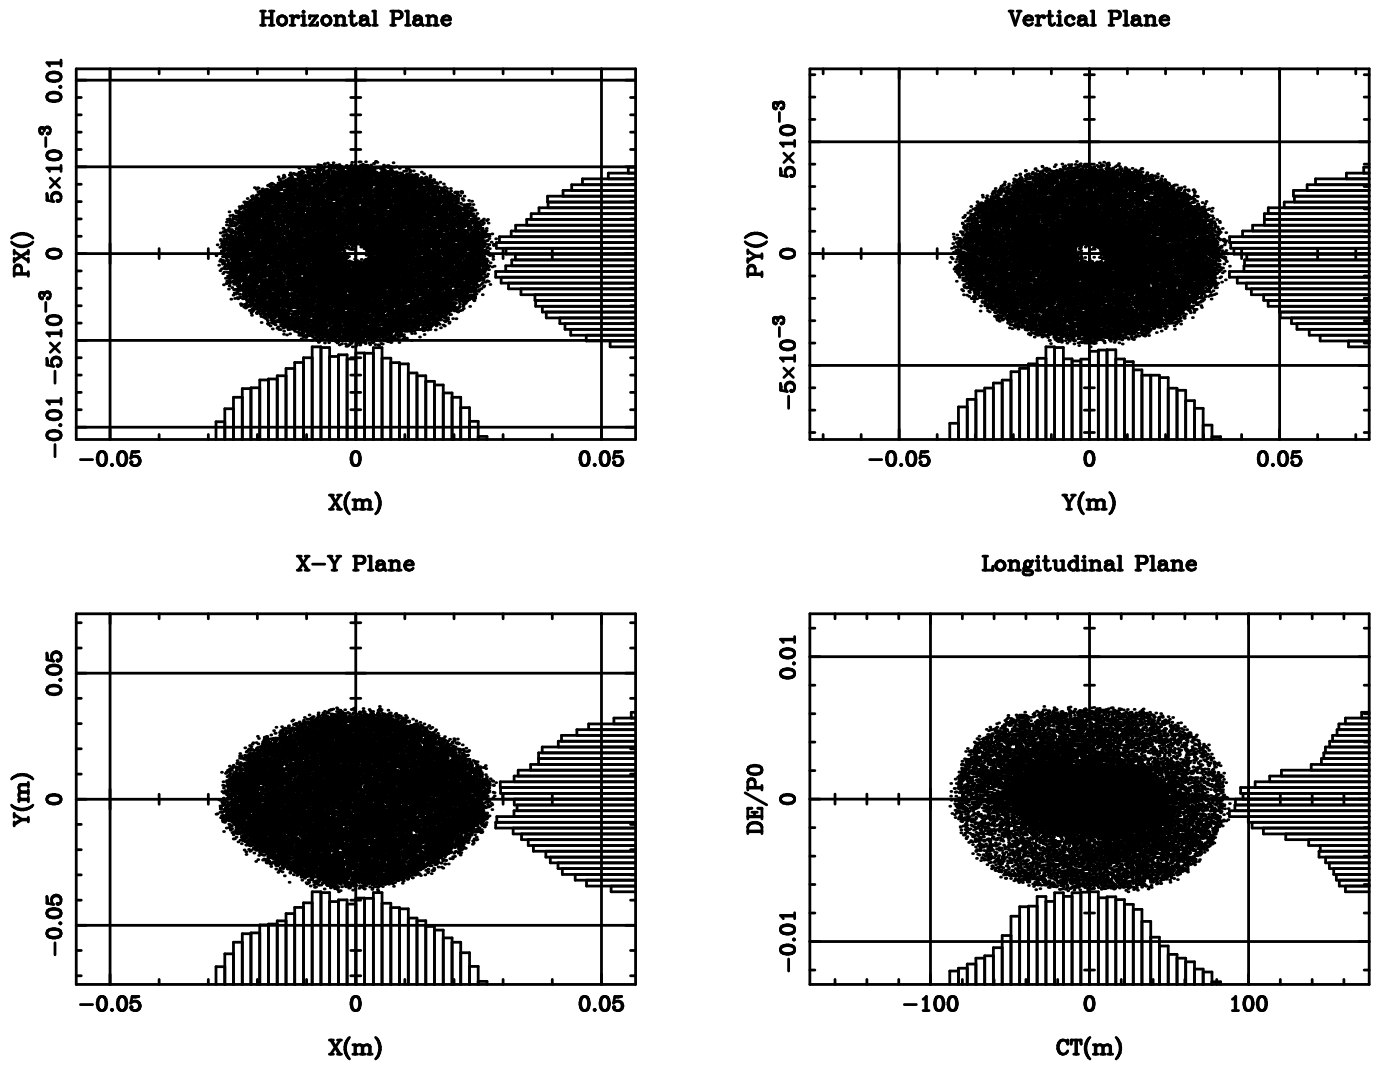 Horizontal Plane
PX()
0.01
5×10−3
0
−5×10−3
−0.01
−0.05 0 0.05
X(m)
Vertical Plane
PY()
5×10−3
0
−5×10−3
−0.05 0 0.05
Y(m)
X−Y Plane
Y(m)
0.05
0
−0.05
−0.05 0 0.05
X(m)
Longitudinal Plane
DE/P0
0.01
0
−0.01
−100 0 100
CT(m)